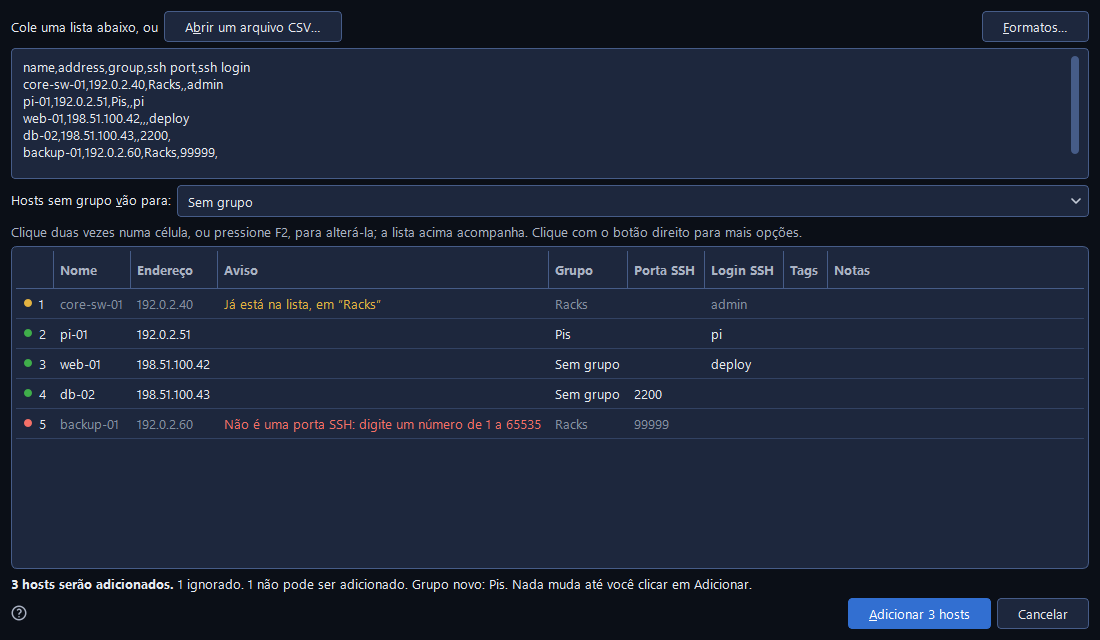 Cole uma lista abaixo, ou Abrir um arquivo CSV... Formatos...
name,address,group,ssh port,ssh login
core-sw-01,192.0.2.40,Racks,,admin
pi-01,192.0.2.51,Pis,,pi
web-01,198.51.100.42,,,deploy
db-02,198.51.100.43,,2200,
backup-01,192.0.2.60,Racks,99999,
Hosts sem grupo vão para: Sem grupo
Clique duas vezes numa célula, ou pressione F2, para alterá-la; a lista acima acompanha. Clique com o botão direito para mais opções.
Nome Endereço Aviso Grupo Porta SSH Login SSH Tags Notas
1 core-sw-01 192.0.2.40 Já está na lista, em "Racks" Racks admin
2 pi-01 192.0.2.51 Pis pi
3 web-01 198.51.100.42 Sem grupo deploy
4 db-02 198.51.100.43 Sem grupo 2200
5 backup-01 192.0.2.60 Não é uma porta SSH: digite um número de 1 a 65535 Racks 99999
3 hosts serão adicionados. 1 ignorado. 1 não pode ser adicionado. Grupo novo: Pis. Nada muda até você clicar em Adicionar.
? Adicionar 3 hosts Cancelar